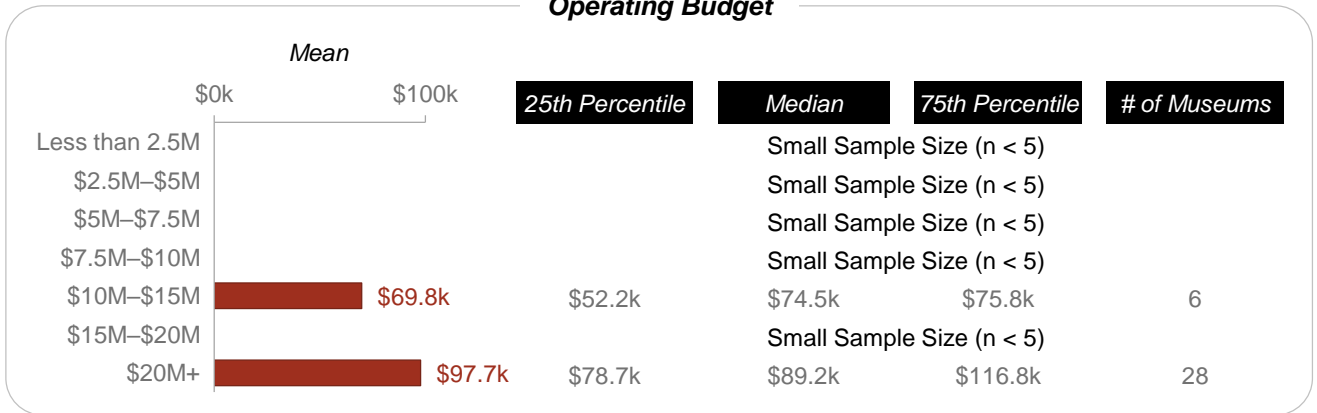 Operating Budget
Mean
$0k $100k 25th Percentile Median 75th Percentile # of Museums
Less than 2.5M Small Sample Size (n < 5)
$2.5M–$5M Small Sample Size (n < 5)
$5M–$7.5M Small Sample Size (n < 5)
$7.5M–$10M Small Sample Size (n < 5)
$10M–$15M $69.8k $52.2k $74.5k $75.8k 6
$15M–$20M Small Sample Size (n < 5)
$20M+ $97.7k $78.7k $89.2k $116.8k 28